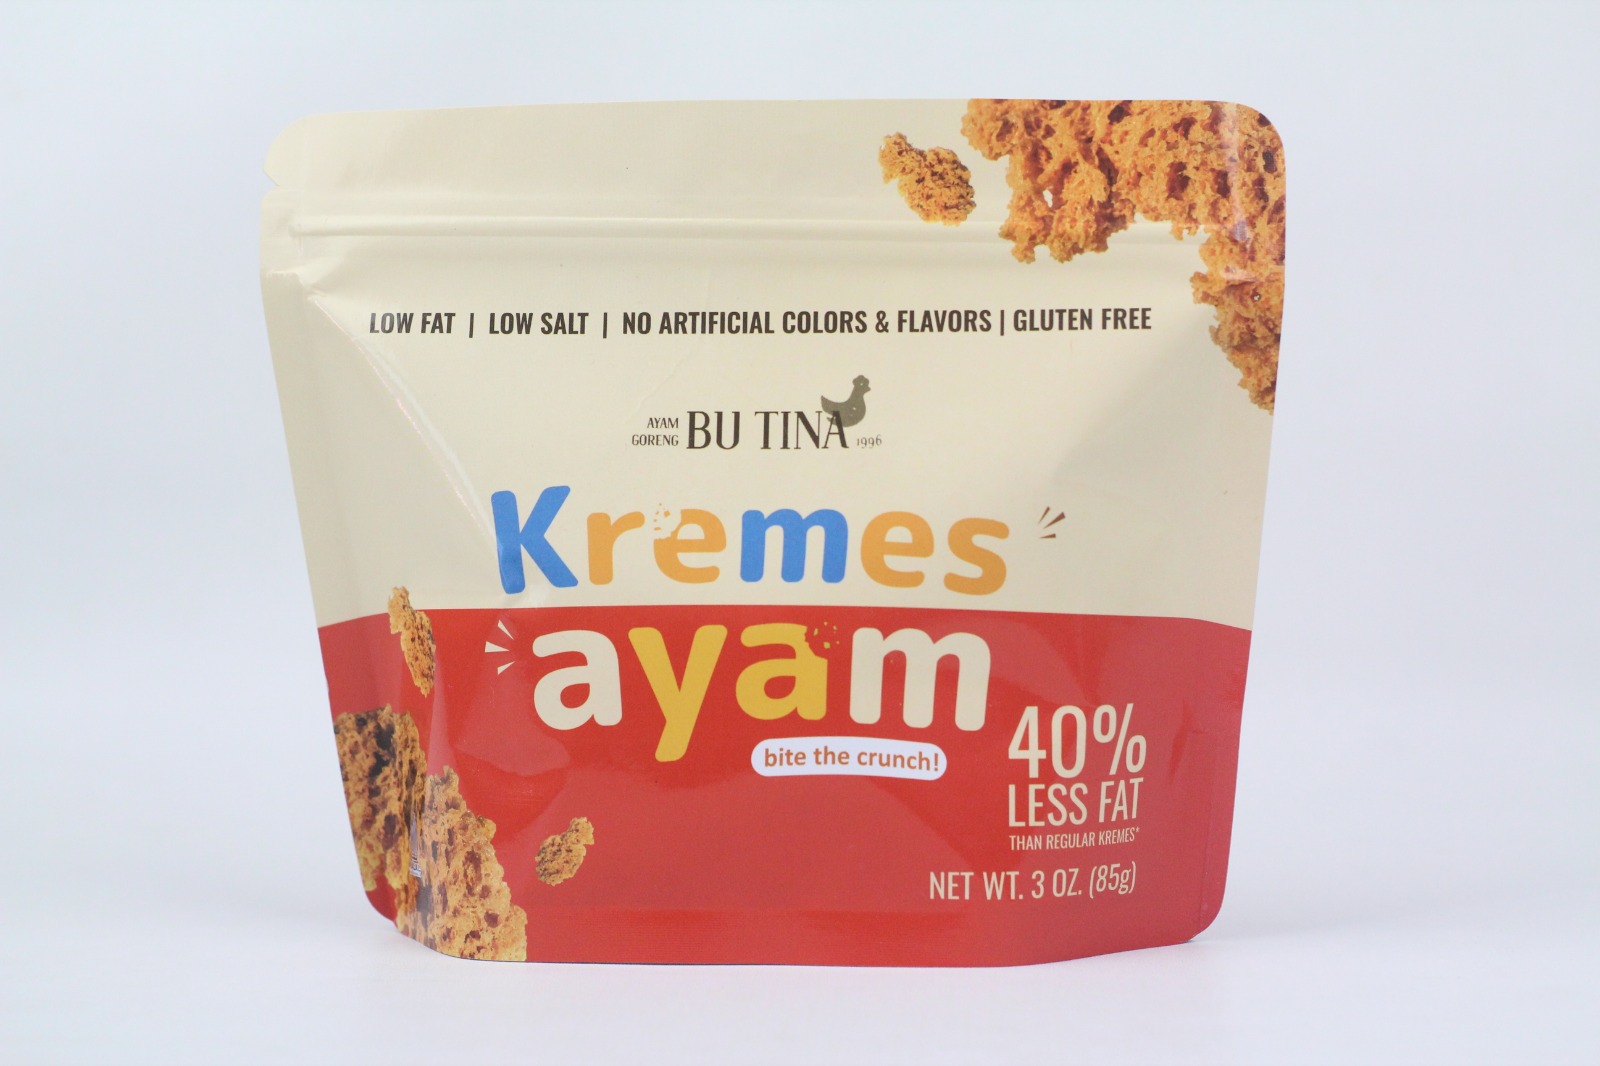 LOW FAT | LOW SALT | NO ARTIFICIAL COLORS & FLAVORS | GLUTEN FREE
AYAM GORENG BU TINA 1996
Kremes
ayam
bite the crunch!
40%
LESS FAT
THAN REGULAR KREMES*
NET WT. 3 OZ. (85g)